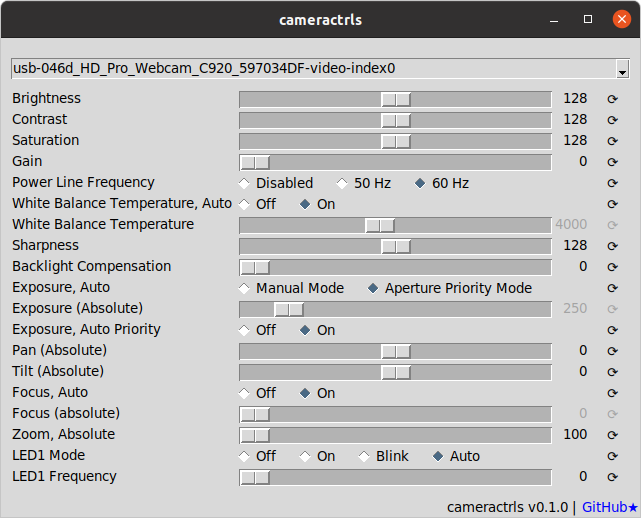 cameractrls
usb-046d_HD_Pro_Webcam_C920_597034DF-video-index0
Brightness 128
Contrast 128
Saturation 128
Gain 0
Power Line Frequency Disabled 50 Hz 60 Hz
White Balance Temperature, Auto Off On
White Balance Temperature 4000
Sharpness 128
Backlight Compensation 0
Exposure, Auto Manual Mode Aperture Priority Mode
Exposure (Absolute) 250
Exposure, Auto Priority Off On
Pan (Absolute) 0
Tilt (Absolute) 0
Focus, Auto Off On
Focus (absolute) 0
Zoom, Absolute 100
LED1 Mode Off On Blink Auto
LED1 Frequency 0
cameractrls v0.1.0 | GitHub★